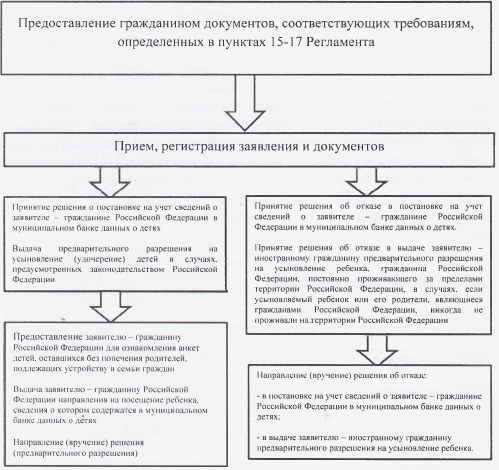 Предоставление гражданином документов, соответствующих требованиям,
определенных в пунктах 15-17 Регламента
Прием, регистрация заявления и документов
Принятие решения о постановке на учет сведений о
заявителе – гражданине Российской Федерации в
муниципальном банке данных о детях
Выдача предварительного разрешения на
усыновление (удочерение) детей в случаях,
предусмотренных законодательством Российской
Федерации
Принятие решения об отказе в постановке на учет
сведений о заявителе – гражданине Российской
Федерации в муниципальном банке данных о детях.
Принятие решения об отказе в выдаче заявителю –
иностранному гражданину предварительного разрешения
на усыновление ребенка, гражданина Российской
Федерации, постоянно проживающего за пределами
территории Российской Федерации, в случаях, если
усыновляемый ребенок или его родители, являющиеся
гражданами Российской Федерации, никогда не
проживали на территории Российской Федерации
Предоставление заявителю – гражданину
Российской Федерации для ознакомления анкет
детей, оставшихся без попечения родителей,
подлежащих устройству в семьи граждан
Выдача заявителю – гражданину Российской
Федерации направления на посещение ребенка,
сведения о котором содержатся в муниципальном
банке данных о детях
Направление (вручение) решения
(предварительного разрешения)
Направление (вручение) решения об отказе:
- в постановке на учет сведений о заявителе – гражданине
Российской Федерации в муниципальном банке данных о
детях;
- в выдаче заявителю – иностранному гражданину
предварительного разрешения на усыновление ребенка.